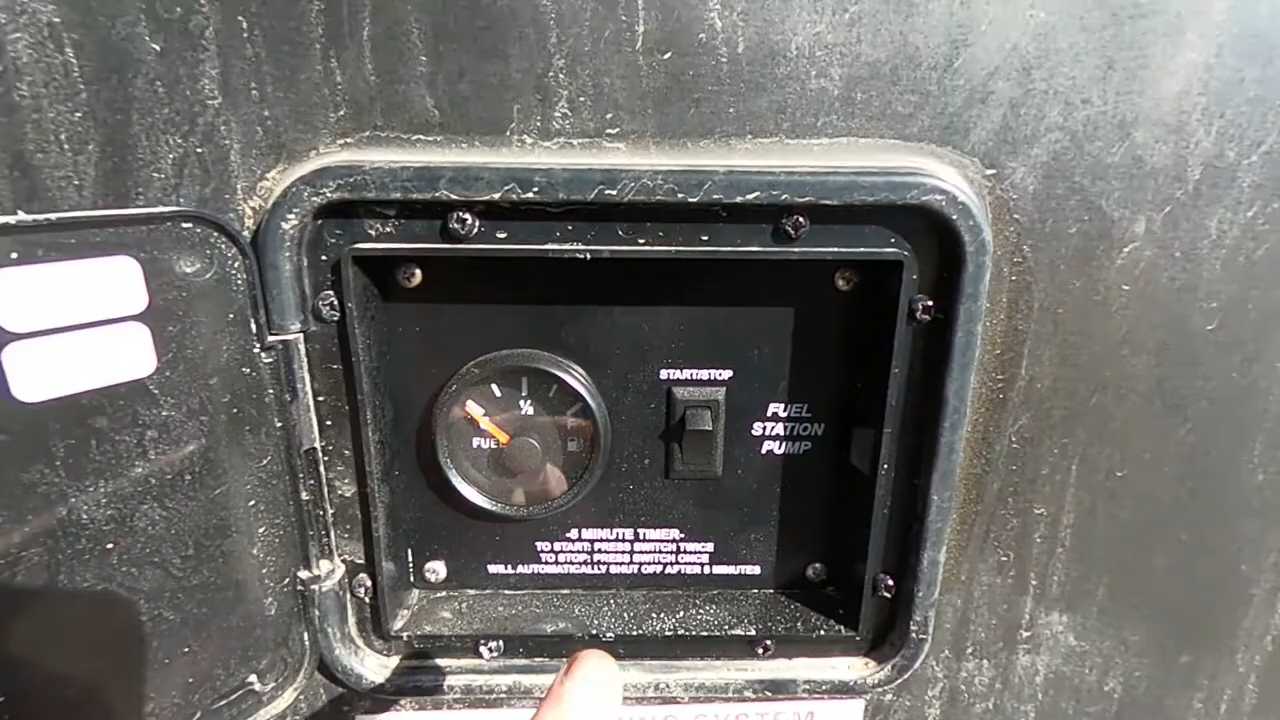 START/STOP
½
FUEL
F
FUEL
STATION
PUMP
-5 MINUTE TIMER-
TO START: PRESS SWITCH TWICE
TO STOP: PRESS SWITCH ONCE
WILL AUTOMATICALLY SHUT OFF AFTER 5 MINUTES
SYSTEM